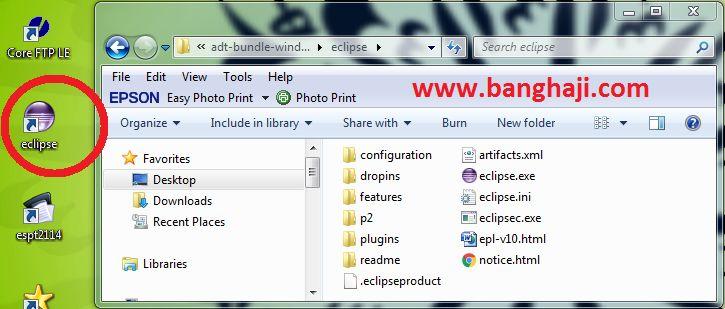 Core FTP LE
eclipse
espt2114
« adt-bundle-wind... ▸ eclipse ▸
Search eclipse
File Edit View Tools Help
EPSON Easy Photo Print Photo Print
www.banghaji.com
Organize Include in library Share with Burn New folder
Favorites
Desktop
Downloads
Recent Places
Libraries
configuration
dropins
features
p2
plugins
readme
.eclipseproduct
artifacts.xml
eclipse.exe
eclipse.ini
eclipsec.exe
epl-v10.html
notice.html